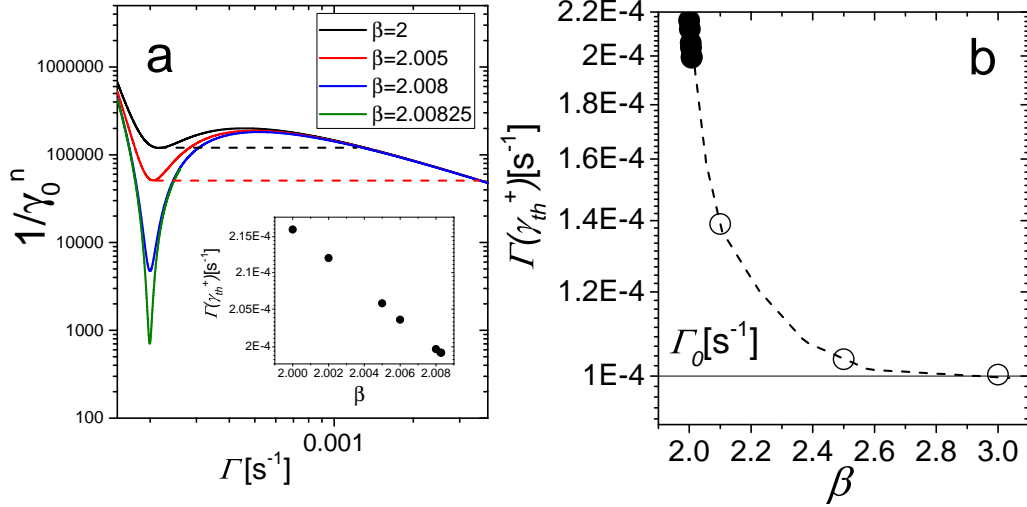 a
β=2
β=2.005
β=2.008
β=2.00825
1000000
100000
10000
1000
100
1/γ₀ⁿ
0.001
Γ[s⁻¹]
2.15E-4
2.1E-4
2.05E-4
2E-4
Γ(γₜₕ⁺)[s⁻¹]
2.000
2.002
2.004
2.006
2.008
β
b
2.2E-4
2E-4
1.8E-4
1.6E-4
1.4E-4
1.2E-4
1E-4
Γ(γₜₕ⁺)[s⁻¹]
Γ₀[s⁻¹]
2.0
2.2
2.4
2.6
2.8
3.0
β